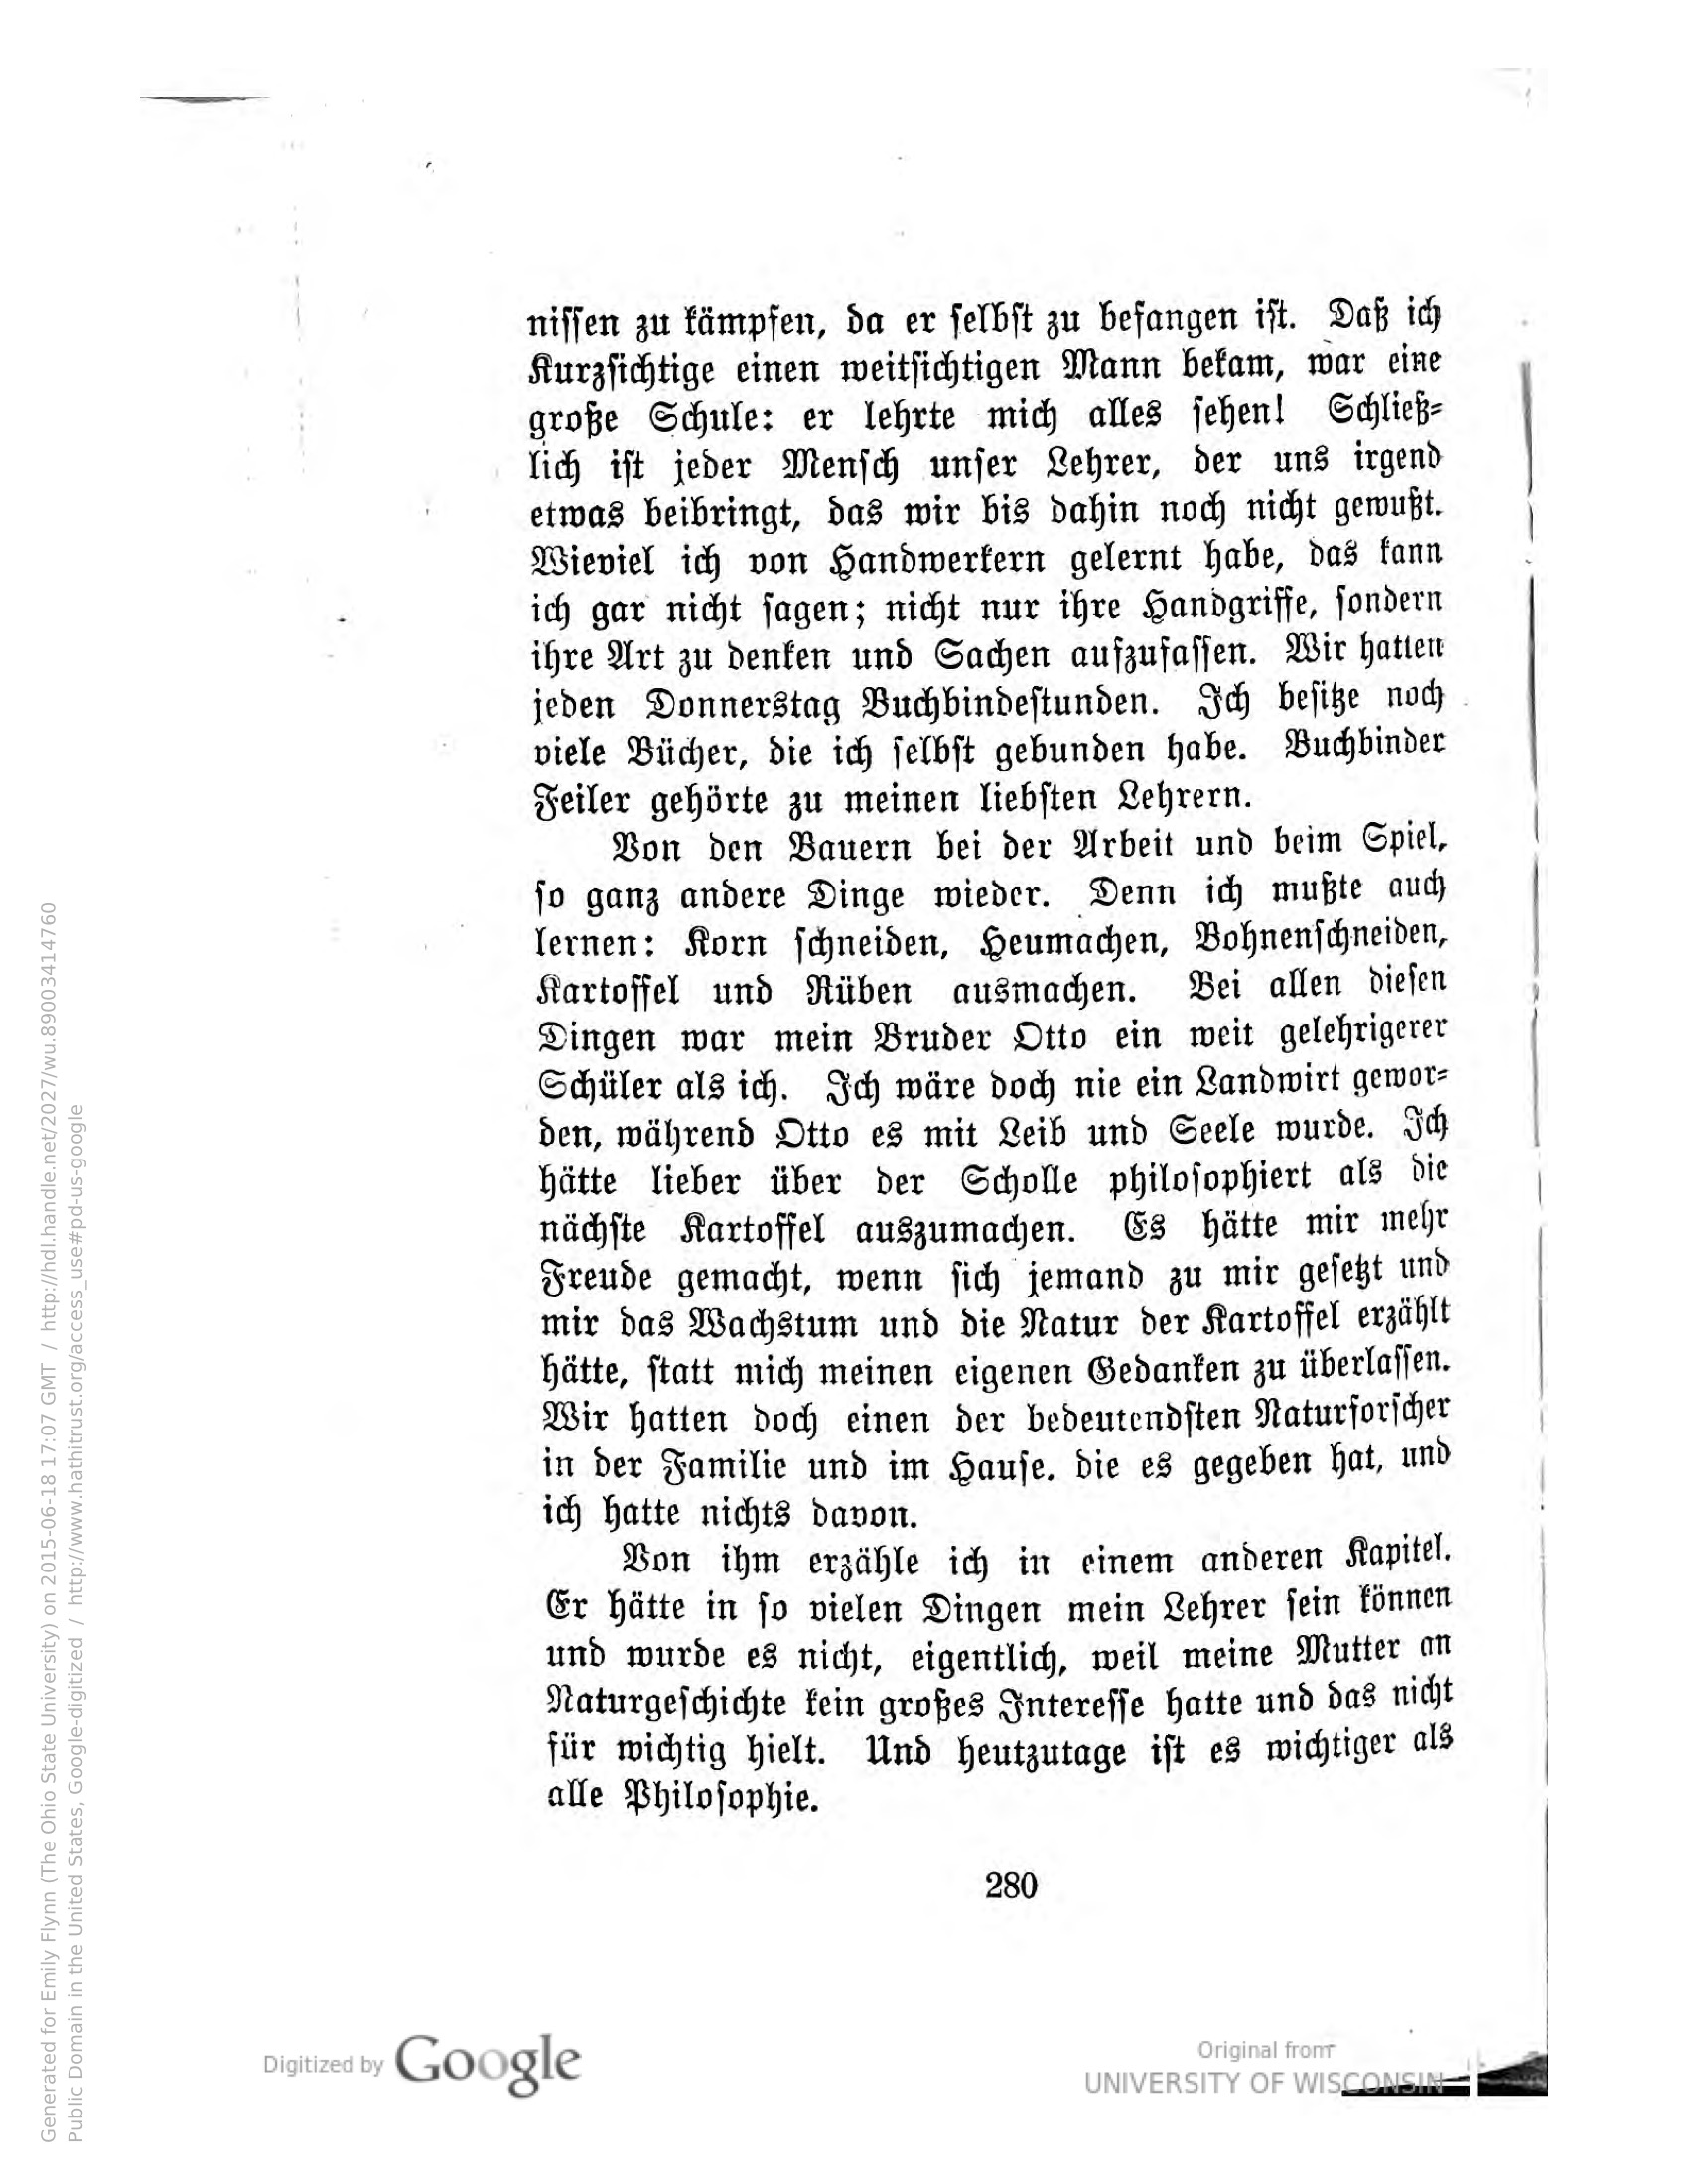 nissen zu kämpfen, da er selbst zu befangen ist. Daß ich
Kurzsichtige einen weitsichtigen Mann bekam, war eine
große Schule: er lehrte mich alles sehen! Schließ=
lich ist jeder Mensch unser Lehrer, der uns irgend
etwas beibringt, das wir bis dahin noch nicht gewußt.
Wieviel ich von Handwerkern gelernt habe, das kann
ich gar nicht sagen; nicht nur ihre Handgriffe, sondern
ihre Art zu denken und Sachen aufzufassen. Wir hatten
jeden Donnerstag Buchbindestunden. Ich besitze noch
viele Bücher, die ich selbst gebunden habe. Buchbinder
Feiler gehörte zu meinen liebsten Lehrern.
Von den Bauern bei der Arbeit und beim Spiel,
so ganz andere Dinge wieder. Denn ich mußte auch
lernen: Korn schneiden, Heumachen, Bohnenschneiden,
Kartoffel und Rüben ausmachen. Bei allen diesen
Dingen war mein Bruder Otto ein weit gelehrigerer
Schüler als ich. Ich wäre doch nie ein Landwirt gewor=
den, während Otto es mit Leib und Seele wurde. Ich
hätte lieber über der Scholle philosophiert als die
nächste Kartoffel auszumachen. Es hätte mir mehr
Freude gemacht, wenn sich jemand zu mir gesetzt und
mir das Wachstum und die Natur der Kartoffel erzählt
hätte, statt mich meinen eigenen Gedanken zu überlassen.
Wir hatten doch einen der bedeutendsten Naturforscher
in der Familie und im Hause. die es gegeben hat, und
ich hatte nichts davon.
Von ihm erzähle ich in einem anderen Kapitel.
Er hätte in so vielen Dingen mein Lehrer sein können
und wurde es nicht, eigentlich, weil meine Mutter an
Naturgeschichte kein großes Interesse hatte und das nicht
für wichtig hielt. Und heutzutage ist es wichtiger als
alle Philosophie.
280
Generated for Emily Flynn (The Ohio State University) on 2015-06-18 17:07 GMT / http://hdl.handle.net/2027/wu.89003414760
Public Domain in the United States, Google-digitized / http://www.hathitrust.org/access_use#pd-us-google
Digitized by Google
Original from
UNIVERSITY OF WISCONSIN